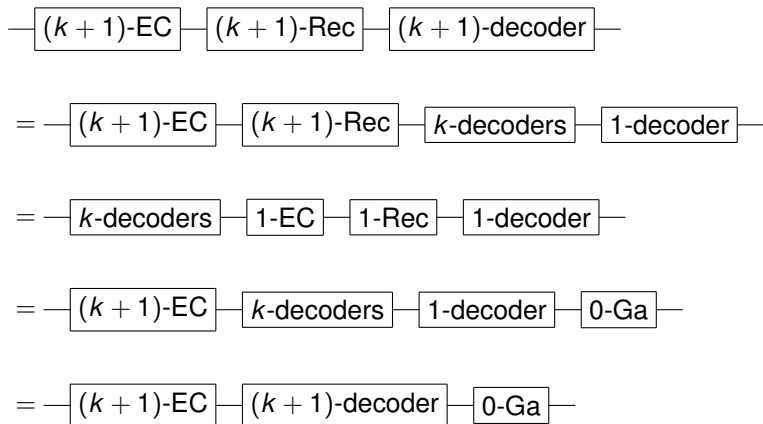 (k + 1)-EC (k + 1)-Rec (k + 1)-decoder
= (k + 1)-EC (k + 1)-Rec k-decoders 1-decoder
= k-decoders 1-EC 1-Rec 1-decoder
= (k + 1)-EC k-decoders 1-decoder 0-Ga
= (k + 1)-EC (k + 1)-decoder 0-Ga